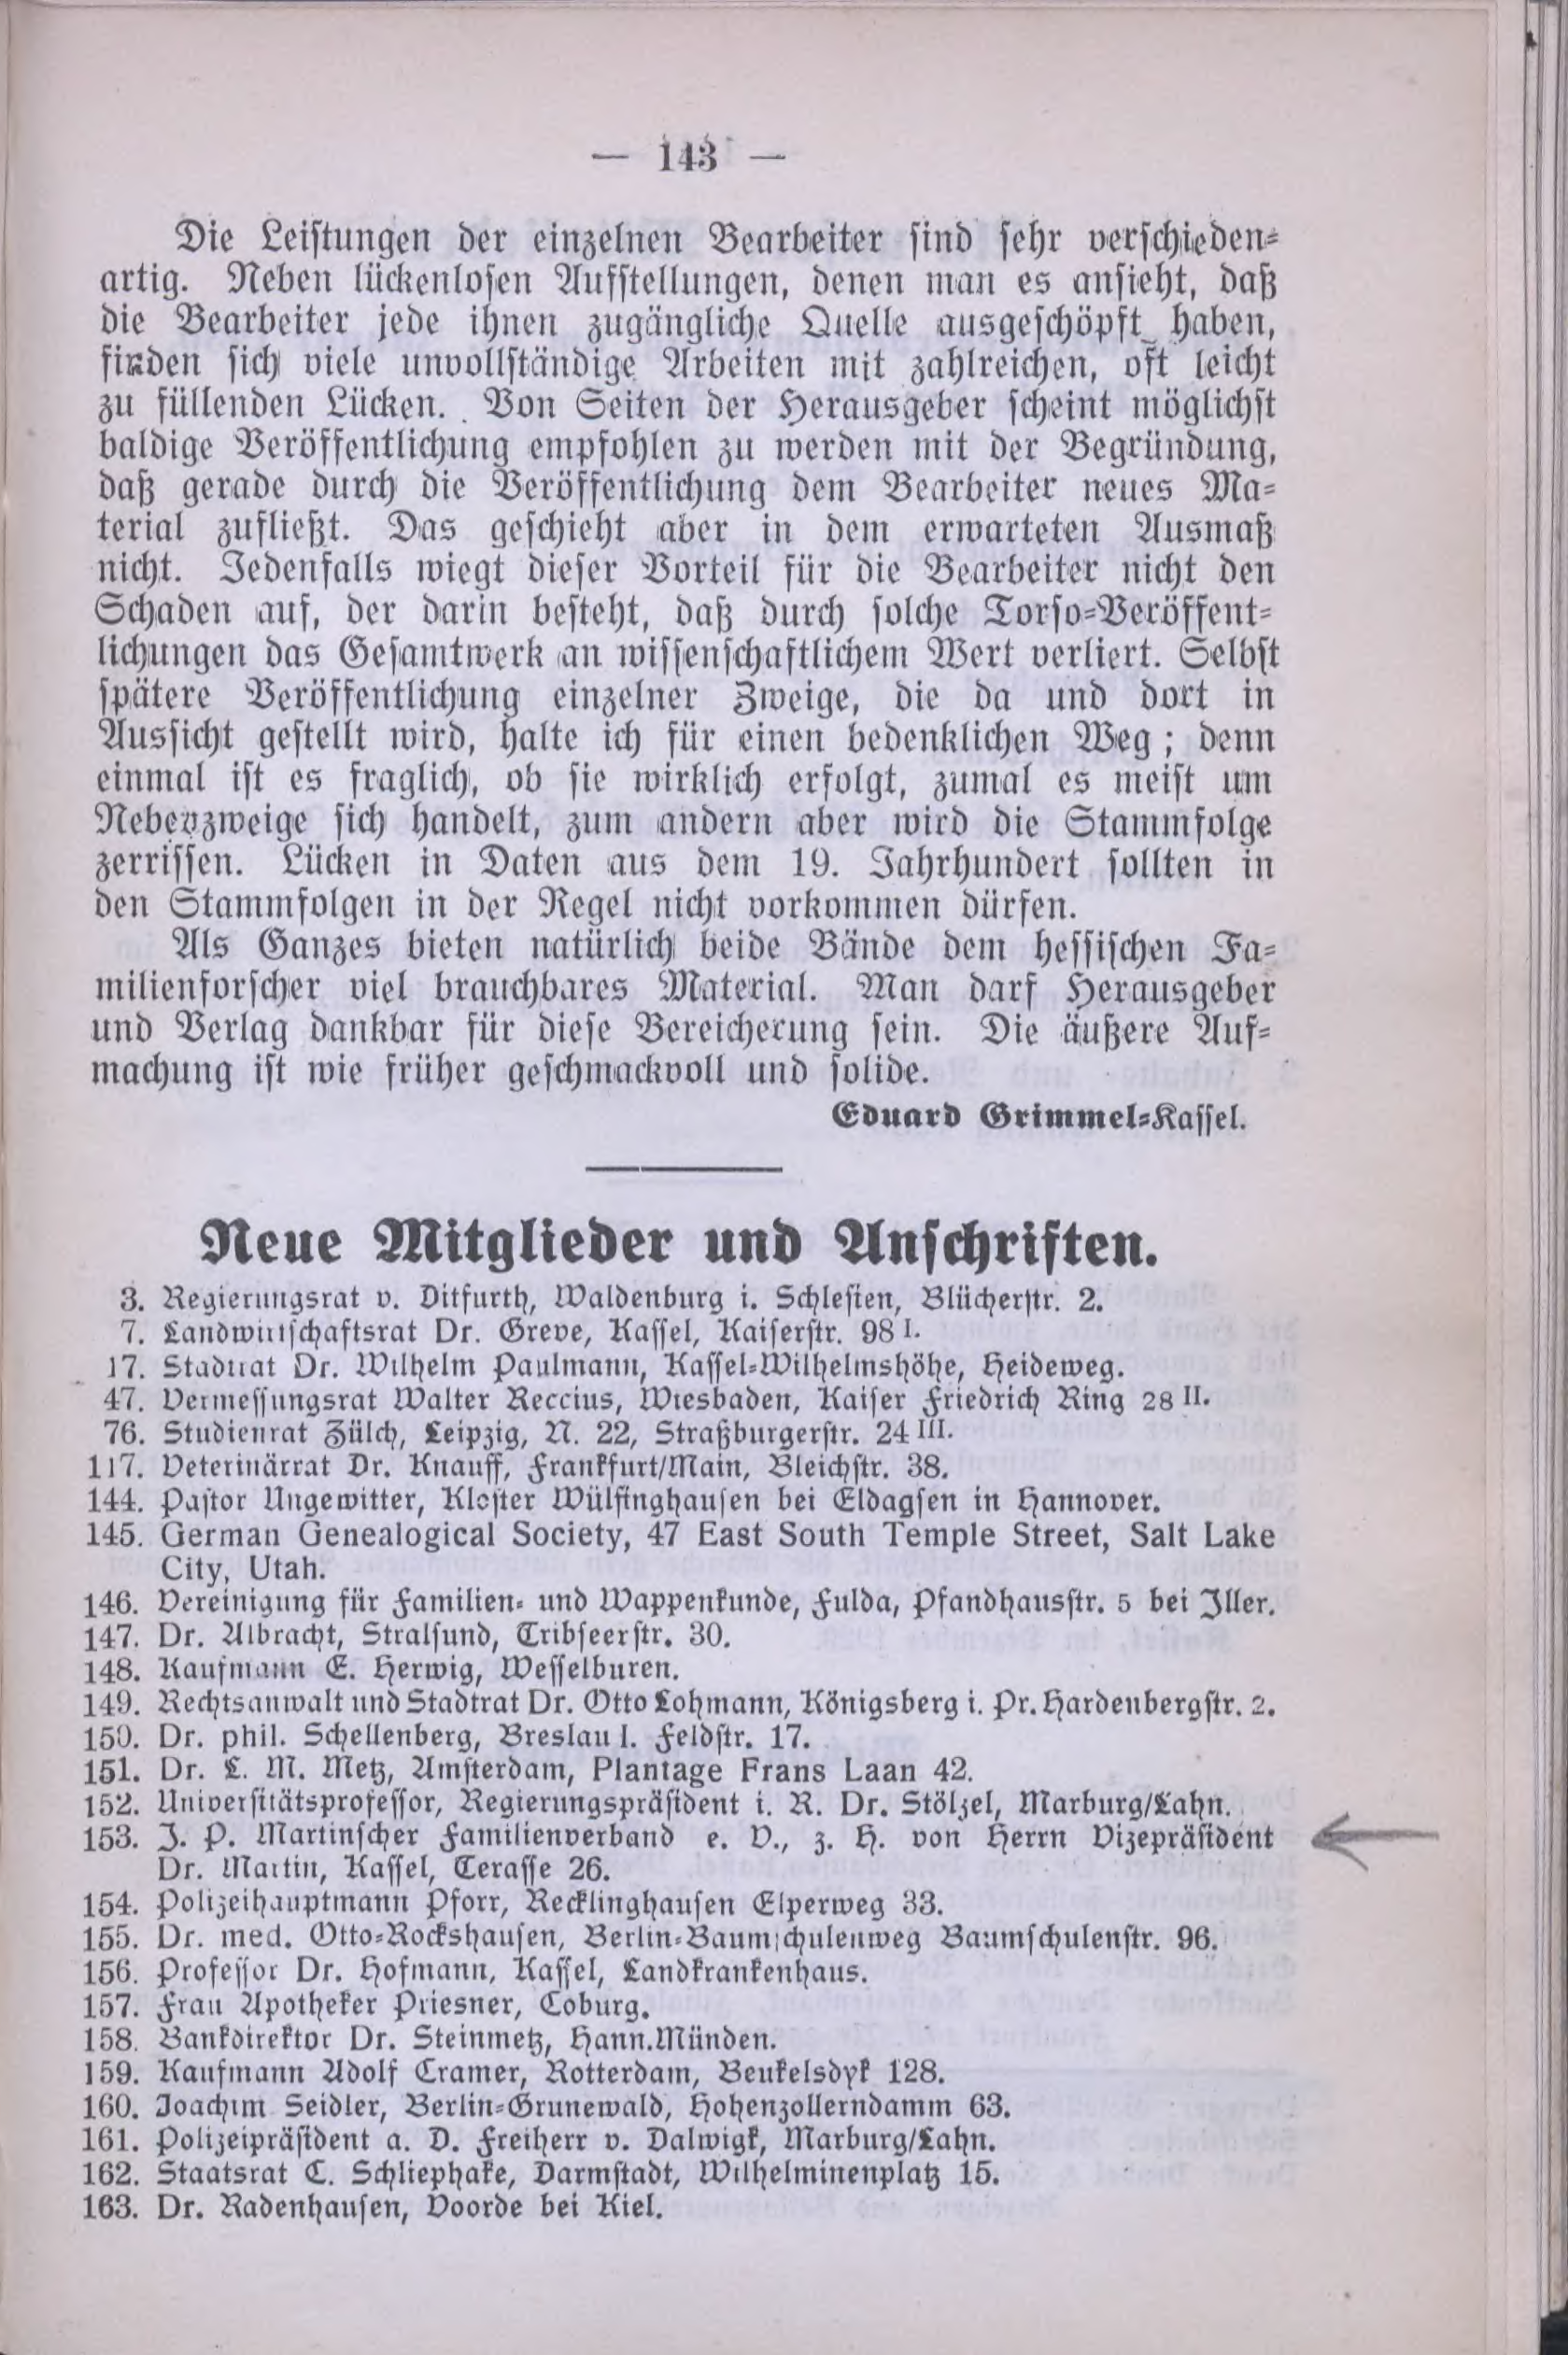 — 143 —
Die Leistungen der einzelnen Bearbeiter sind sehr verschieden=
artig. Neben lückenlosen Aufstellungen, denen man es ansieht, daß
die Bearbeiter jede ihnen zugängliche Quelle ausgeschöpft haben,
finden sich viele unvollständige Arbeiten mit zahlreichen, oft leicht
zu füllenden Lücken. Von Seiten der Herausgeber scheint möglichst
baldige Veröffentlichung empfohlen zu werden mit der Begründung,
daß gerade durch die Veröffentlichung dem Bearbeiter neues Ma=
terial zufließt. Das geschieht aber in dem erwarteten Ausmaß
nicht. Jedenfalls wiegt dieser Vorteil für die Bearbeiter nicht den
Schaden auf, der darin besteht, daß durch solche Torso=Veröffent=
lichungen das Gesamtwerk an wissenschaftlichem Wert verliert. Selbst
spätere Veröffentlichung einzelner Zweige, die da und dort in
Aussicht gestellt wird, halte ich für einen bedenklichen Weg; denn
einmal ist es fraglich, ob sie wirklich erfolgt, zumal es meist um
Nebenzweige sich handelt, zum andern aber wird die Stammfolge
zerrissen. Lücken in Daten aus dem 19. Jahrhundert sollten in
den Stammfolgen in der Regel nicht vorkommen dürfen.
Als Ganzes bieten natürlich beide Bände dem hessischen Fa=
milienforscher viel brauchbares Material. Man darf Herausgeber
und Verlag dankbar für diese Bereicherung sein. Die äußere Auf=
machung ist wie früher geschmackvoll und solide.
Eduard Grimmel=Kassel.
Neue Mitglieder und Anschriften.
3. Regierungsrat v. Ditfurth, Waldenburg i. Schlesien, Blücherstr. 2.
7. Landwirtschaftsrat Dr. Greve, Kassel, Kaiserstr. 98 I.
17. Stadtrat Dr. Wilhelm Paulmann, Kassel=Wilhelmshöhe, Heideweg.
47. Vermessungsrat Walter Reccius, Wiesbaden, Kaiser Friedrich Ring 28 II.
76. Studienrat Zülch, Leipzig, N. 22, Straßburgerstr. 24 III.
117. Veterinärrat Dr. Knauff, Frankfurt/Main, Bleichstr. 38.
144. Pastor Ungewitter, Kloster Wülfinghausen bei Eldagsen in Hannover.
145. German Genealogical Society, 47 East South Temple Street, Salt Lake
City, Utah.
146. Vereinigung für Familien= und Wappenkunde, Fulda, Pfandhausstr. 5 bei Iller.
147. Dr. Albracht, Stralsund, Tribseerstr. 30.
148. Kaufmann E. Herwig, Wesselburen.
149. Rechtsanwalt und Stadtrat Dr. Otto Lohmann, Königsberg i. Pr. Hardenbergstr. 2.
150. Dr. phil. Schellenberg, Breslau I. Feldstr. 17.
151. Dr. L. M. Metz, Amsterdam, Plantage Frans Laan 42.
152. Universitätsprofessor, Regierungspräsident i. R. Dr. Stölzel, Marburg/Lahn.
153. J. P. Martinscher Familienverband e. V., z. H. von Herrn Vizepräsident
Dr. Martin, Kassel, Terasse 26.
154. Polizeihauptmann Pforr, Recklinghausen Elperweg 33.
155. Dr. med. Otto=Rockshausen, Berlin=Baumschulenweg Baumschulenstr. 96.
156. Professor Dr. Hofmann, Kassel, Landkrankenhaus.
157. Frau Apotheker Priesner, Coburg.
158. Bankdirektor Dr. Steinmetz, Hann.Münden.
159. Kaufmann Adolf Cramer, Rotterdam, Beukelsdyk 128.
160. Joachim Seidler, Berlin=Grunewald, Hohenzollerndamm 63.
161. Polizeipräsident a. D. Freiherr v. Dalwigk, Marburg/Lahn.
162. Staatsrat C. Schliephake, Darmstadt, Wilhelminenplatz 15.
163. Dr. Radenhausen, Voorde bei Kiel.